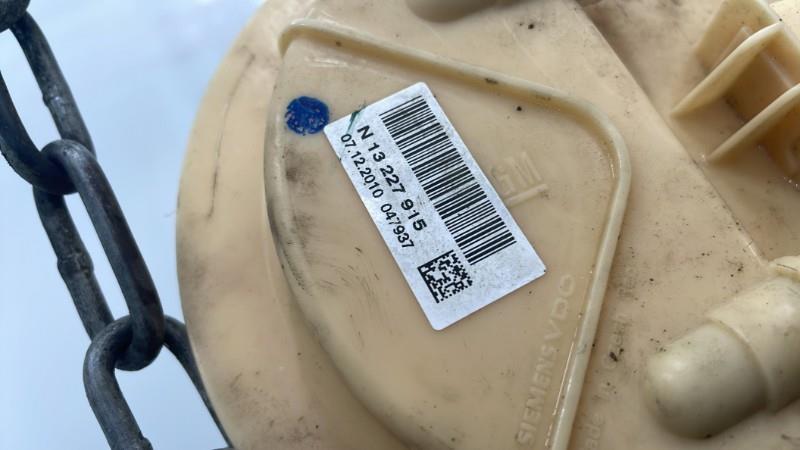 N 13 227 915
07.12.2010 047937
GM
SIEMENS VDO